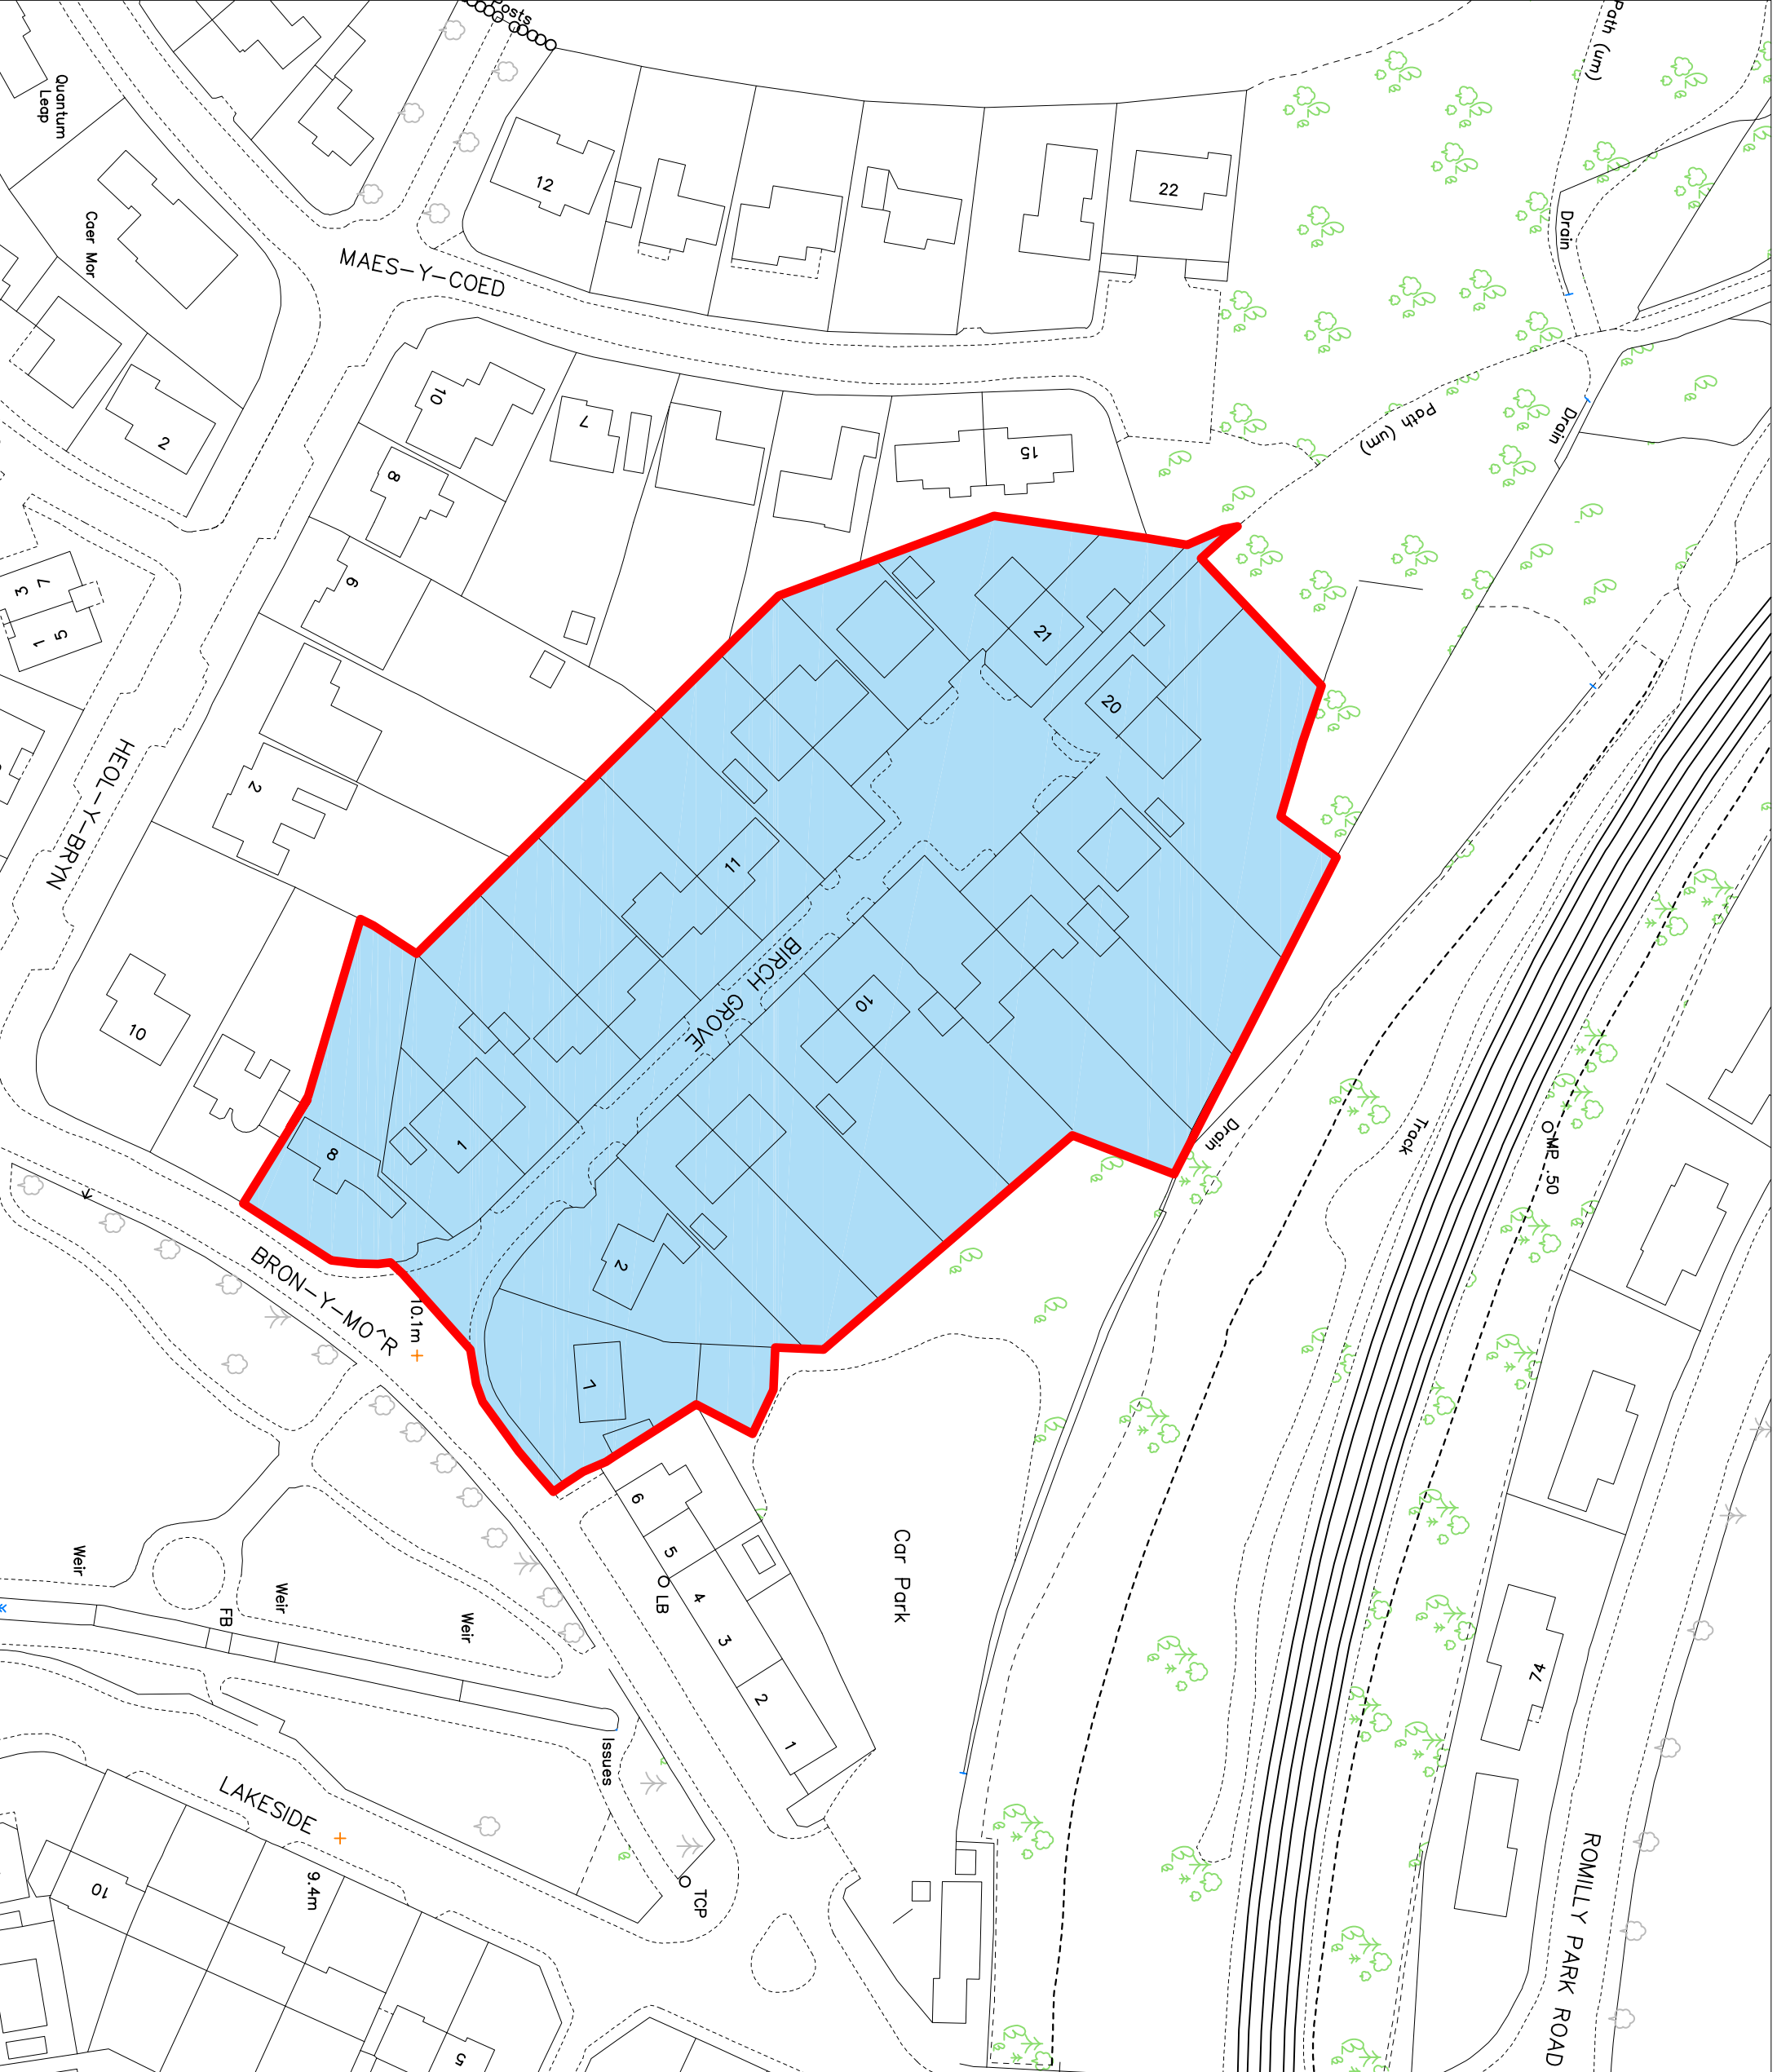 Posts
Path (um)
Quantum
Leap
12
22
Caer Mor
Drain
MAES-Y-COED
10
7
2
8
15
Path (um)
Drain
9
3 7
1 5
21
20
2
HEOL-Y-BRYN
11
BIRCH GROVE
10
10
1
8
Drain
Track
MP .50
2
BRON-Y-MO^R
10.1m
7
6
5
LB
4
3
2
1
Car Park
Weir
Weir
FB
Weir
Issues
74
LAKESIDE
9.4m
10
TCP
5
ROMILLY PARK ROAD